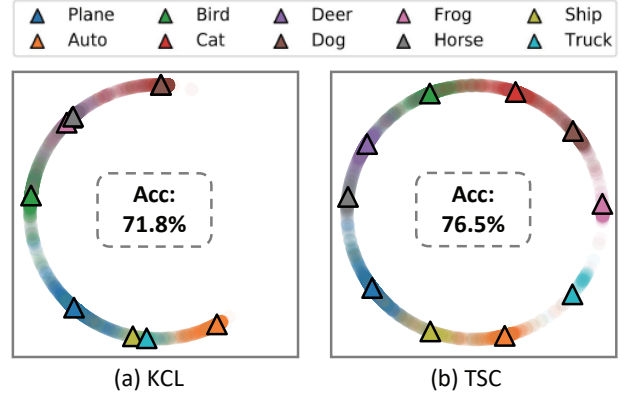 Plane Bird Deer Frog Ship
Auto Cat Dog Horse Truck
Acc:
71.8%
Acc:
76.5%
(a) KCL
(b) TSC